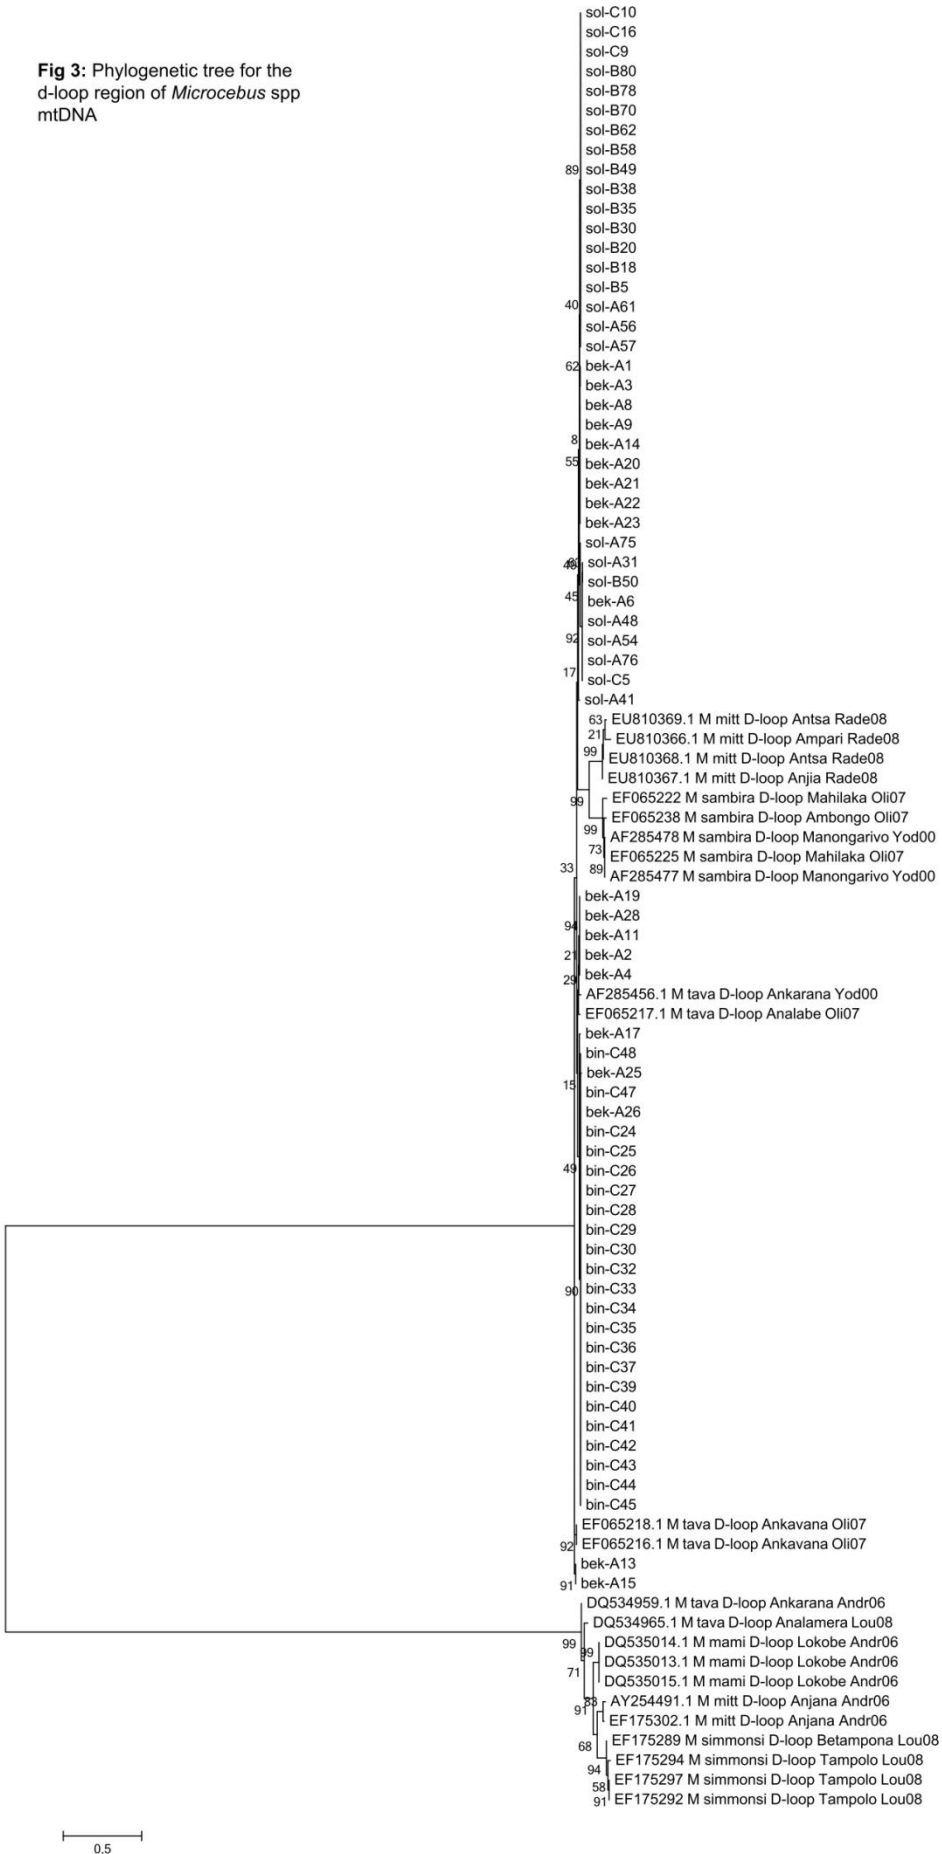 Fig 3: Phylogenetic tree for the
d-loop region of Microcebus spp
mtDNA
sol-C10
sol-C16
sol-C9
sol-B80
sol-B78
sol-B70
sol-B62
sol-B58
89 sol-B49
sol-B38
sol-B35
sol-B30
sol-B20
sol-B18
sol-B5
40 sol-A61
sol-A56
sol-A57
62 bek-A1
bek-A3
bek-A8
bek-A9
8 bek-A14
55 bek-A20
bek-A21
bek-A22
bek-A23
sol-A75
sol-A31
sol-B50
45 bek-A6
sol-A48
92 sol-A54
sol-A76
17 sol-C5
sol-A41
63 EU810369.1 M mitt D-loop Antsa Rade08
21 EU810366.1 M mitt D-loop Ampari Rade08
99 EU810368.1 M mitt D-loop Antsa Rade08
EU810367.1 M mitt D-loop Anjia Rade08
99 EF065222 M sambira D-loop Mahilaka Oli07
EF065238 M sambira D-loop Ambongo Oli07
99 AF285478 M sambira D-loop Manongarivo Yod00
73 EF065225 M sambira D-loop Mahilaka Oli07
33 89 AF285477 M sambira D-loop Manongarivo Yod00
bek-A19
bek-A28
94 bek-A11
21 bek-A2
29 bek-A4
AF285456.1 M tava D-loop Ankarana Yod00
EF065217.1 M tava D-loop Analabe Oli07
bek-A17
bin-C48
bek-A25
15 bin-C47
bek-A26
bin-C24
bin-C25
49 bin-C26
bin-C27
bin-C28
bin-C29
bin-C30
bin-C32
90 bin-C33
bin-C34
bin-C35
bin-C36
bin-C37
bin-C39
bin-C40
bin-C41
bin-C42
bin-C43
bin-C44
bin-C45
EF065218.1 M tava D-loop Ankavana Oli07
92 EF065216.1 M tava D-loop Ankavana Oli07
bek-A13
91 bek-A15
DQ534959.1 M tava D-loop Ankarana Andr06
DQ534965.1 M tava D-loop Analamera Lou08
99 DQ535014.1 M mami D-loop Lokobe Andr06
99 DQ535013.1 M mami D-loop Lokobe Andr06
71 DQ535015.1 M mami D-loop Lokobe Andr06
AY254491.1 M mitt D-loop Anjana Andr06
91 EF175302.1 M mitt D-loop Anjana Andr06
68 EF175289 M simmonsi D-loop Betampona Lou08
94 EF175294 M simmonsi D-loop Tampolo Lou08
58 EF175297 M simmonsi D-loop Tampolo Lou08
91 EF175292 M simmonsi D-loop Tampolo Lou08
0.5